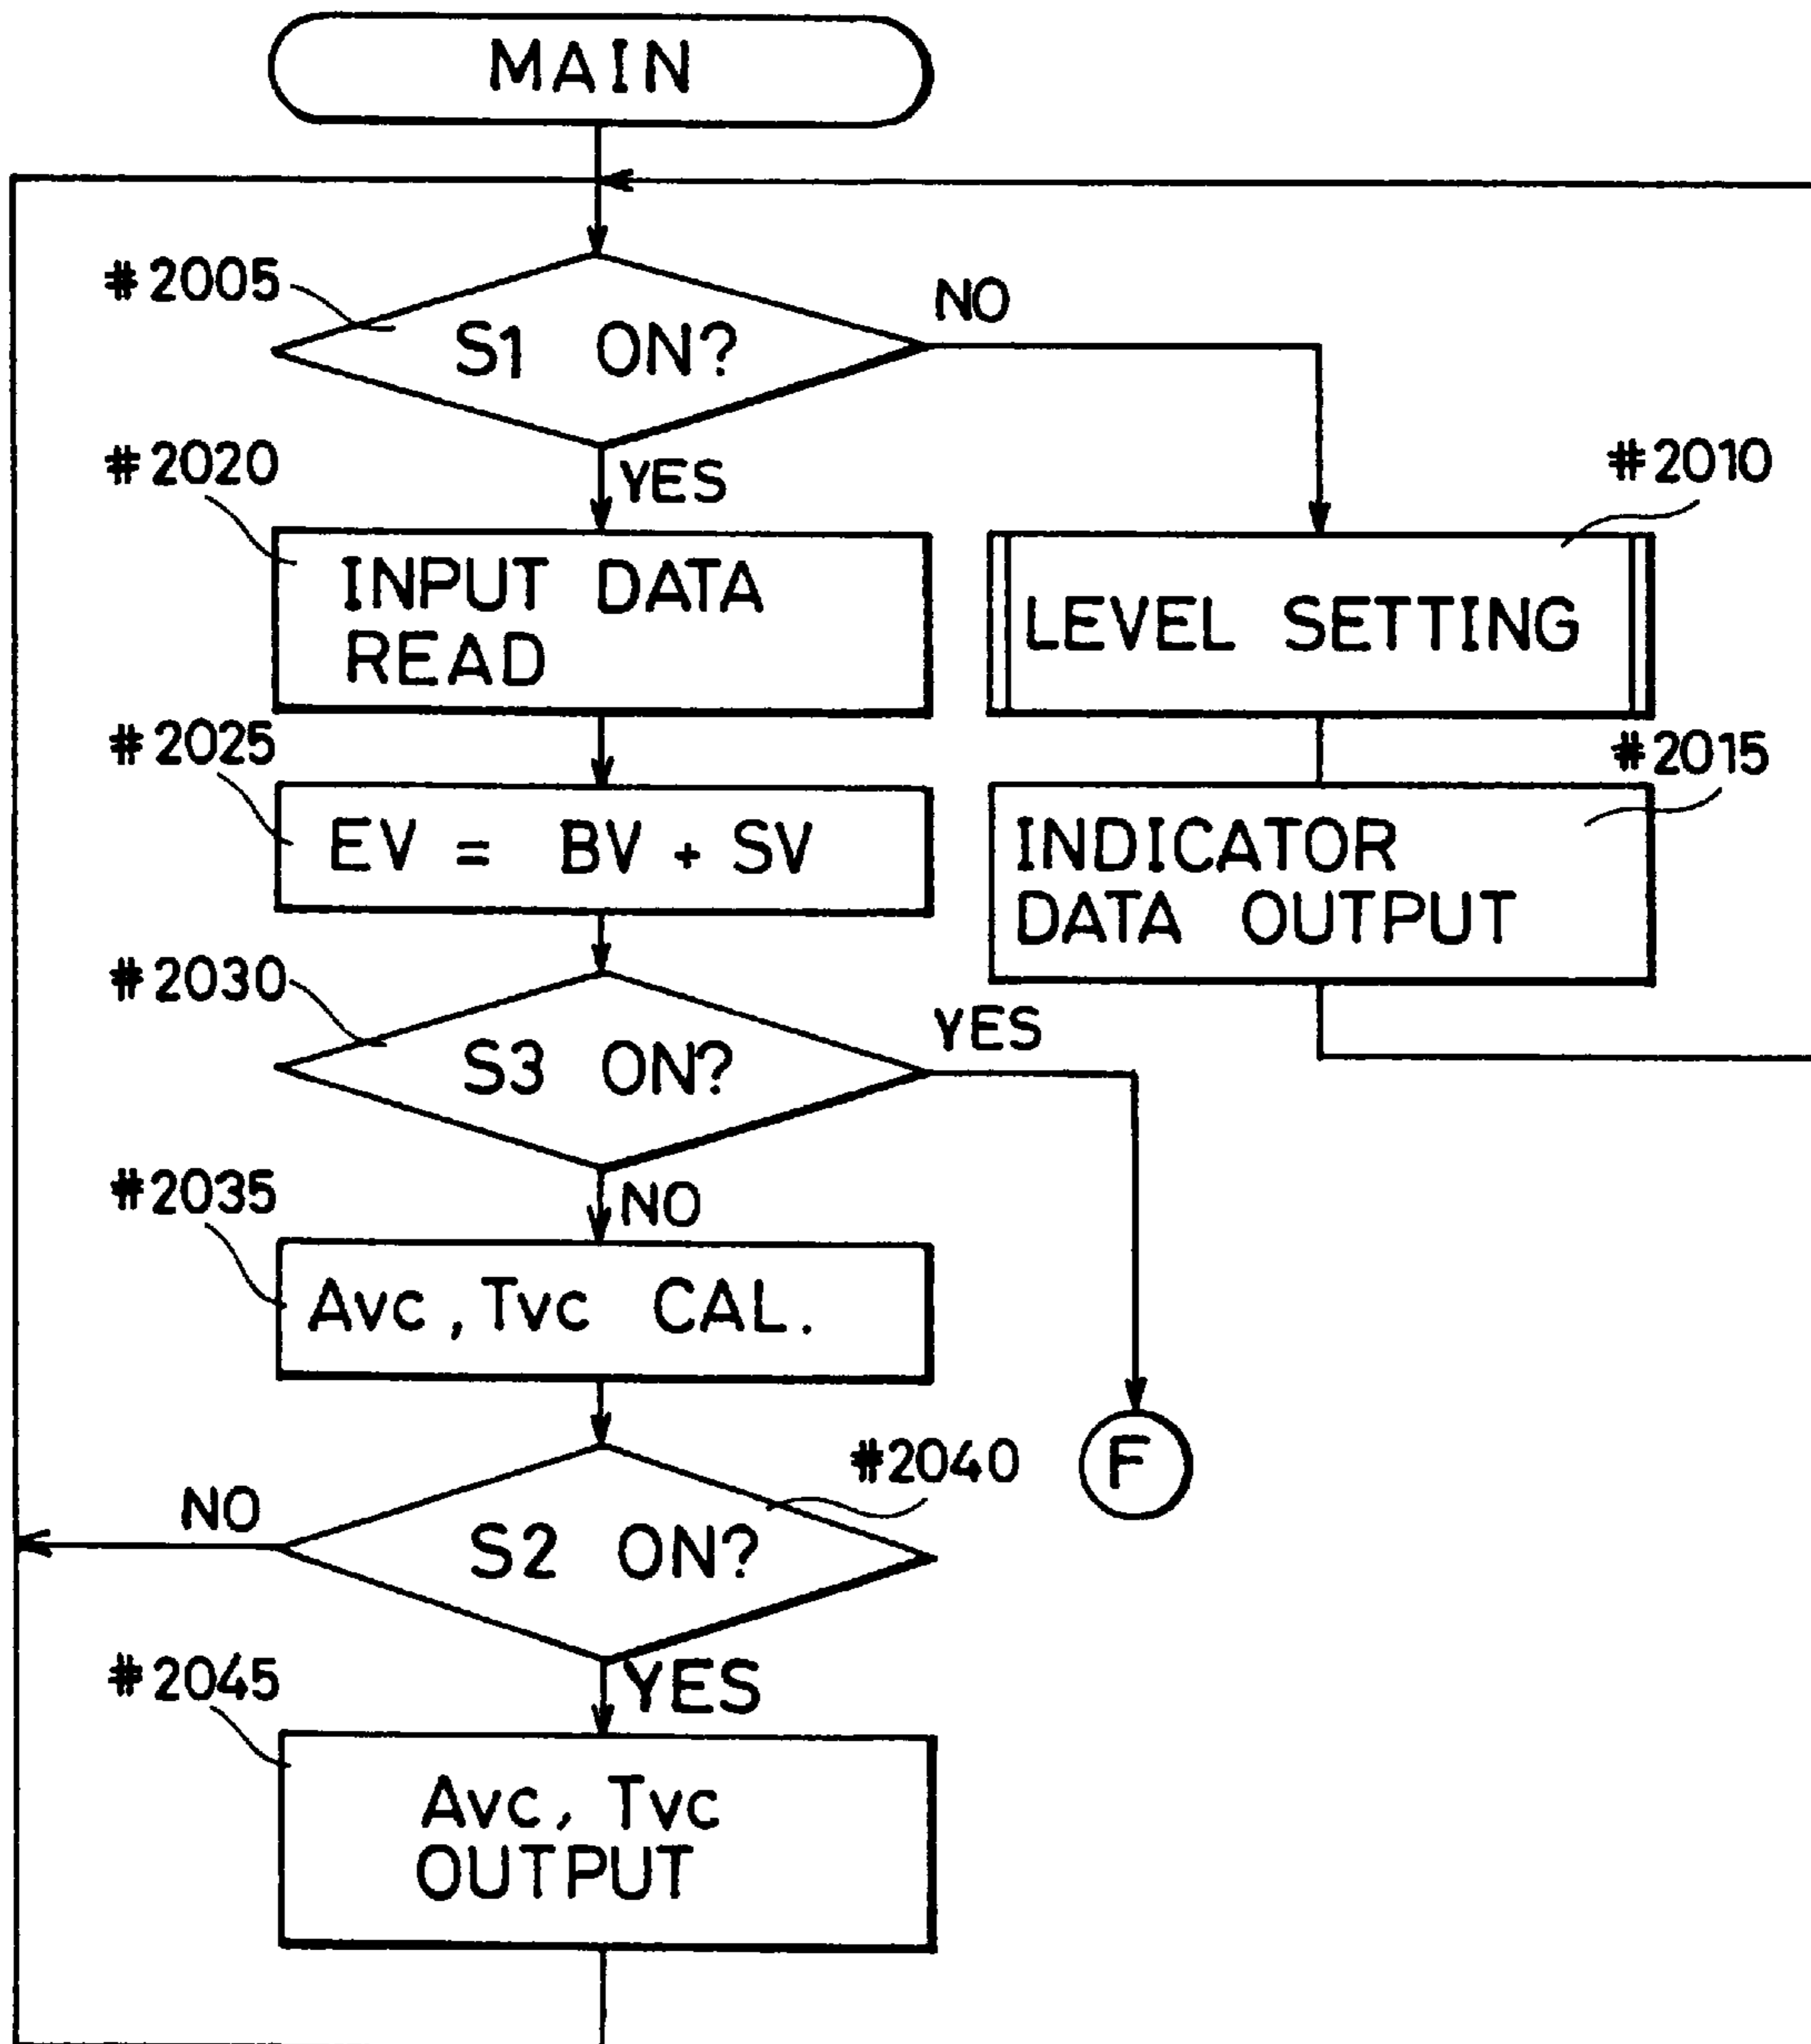 MAIN
#2005
S1 ON?
NO
YES
#2020
INPUT DATA
READ
#2010
LEVEL SETTING
#2025
EV = BV + SV
#2015
INDICATOR
DATA OUTPUT
#2030
S3 ON?
YES
NO
#2035
Avc, Tvc CAL.
F
#2040
S2 ON?
NO
YES
#2045
Avc, Tvc
OUTPUT